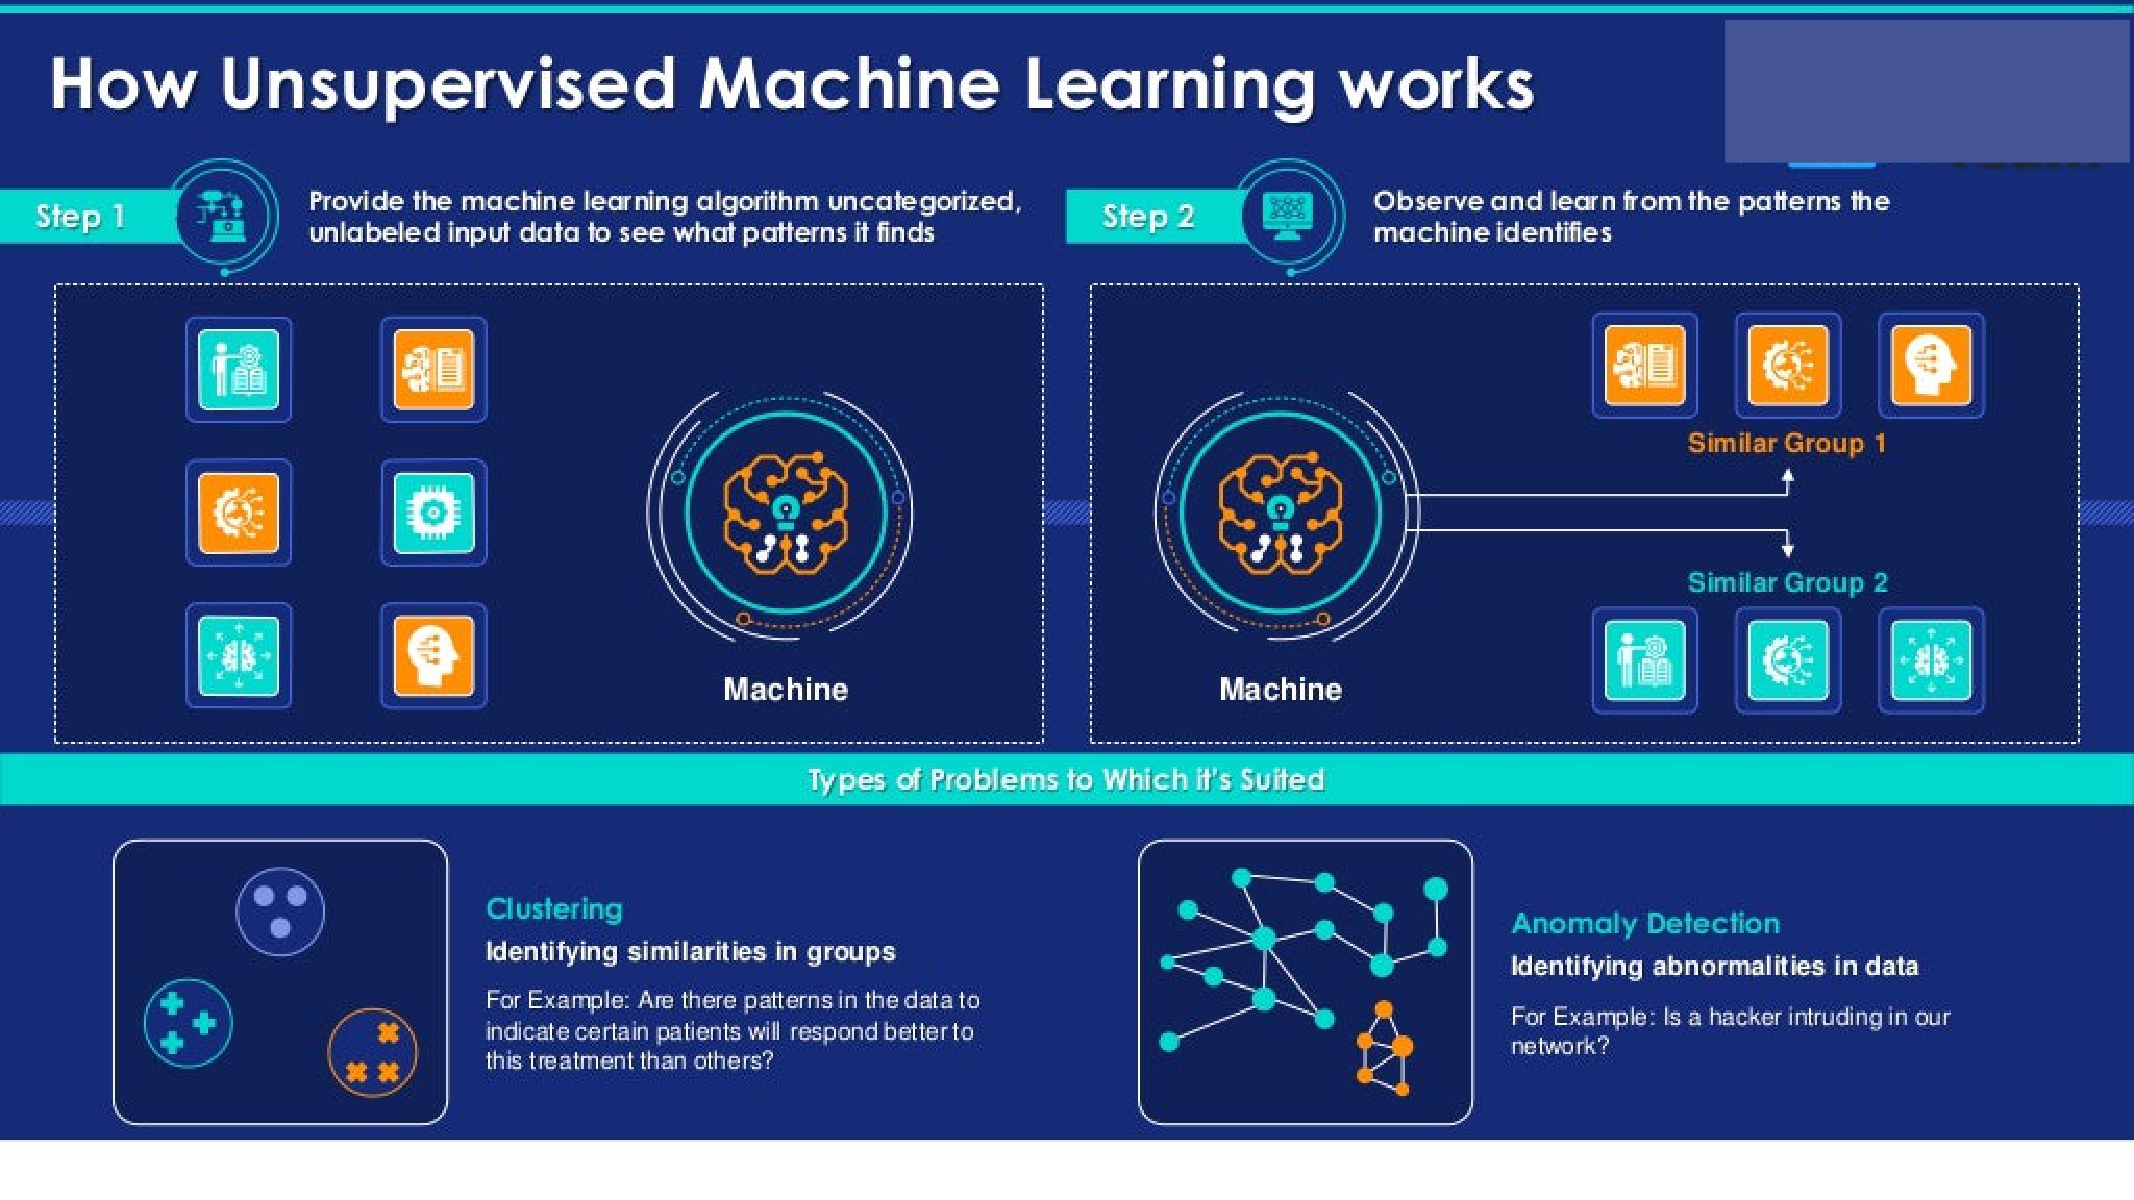 How Unsupervised Machine Learning works
Step 1
Provide the machine learning algorithm uncategorized,
unlabeled input data to see what patterns it finds
Step 2
Observe and learn from the patterns the
machine identifies
Machine
Machine
Similar Group 1
Similar Group 2
Types of Problems to Which it's Suited
Clustering
Identifying similarities in groups
For Example: Are there patterns in the data to
indicate certain patients will respond better to
this treatment than others?
Anomaly Detection
Identifying abnormalities in data
For Example: Is a hacker intruding in our
network?